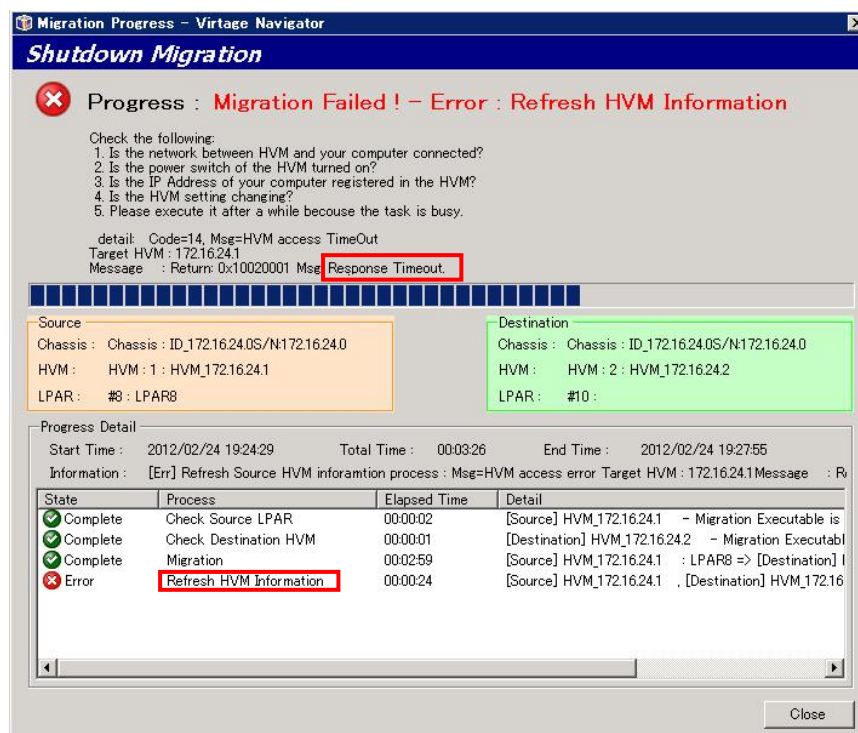 Migration Progress - Virtage Navigator
Shutdown Migration
Progress : Migration Failed ! - Error : Refresh HVM Information
Check the following:
1. Is the network between HVM and your computer connected?
2. Is the power switch of the HVM turned on?
3. Is the IP Address of your computer registered in the HVM?
4. Is the HVM setting changing?
5. Please execute it after a while becouse the task is busy.
detail: Code=14, Msg=HVM access TimeOut
Target HVM : 172.16.24.1
Message : Return: 0x10020001 Msg Response Timeout.
Source
Chassis : Chassis : ID_172.16.24.0S/N:172.16.24.0
HVM : HVM : 1 : HVM_172.16.24.1
LPAR : #8 : LPAR8
Destination
Chassis : Chassis : ID_172.16.24.0S/N:172.16.24.0
HVM : HVM : 2 : HVM_172.16.24.2
LPAR : #10 :
Progress Detail
Start Time : 2012/02/24 19:24:29 Total Time : 00:03:26 End Time : 2012/02/24 19:27:55
Information : [Err] Refresh Source HVM inforamtion process : Msg=HVM access error Target HVM : 172.16.24.1Message : R
State Process Elapsed Time Detail
Complete Check Source LPAR 00:00:02 [Source] HVM_172.16.24.1 - Migration Executable is
Complete Check Destination HVM 00:00:01 [Destination] HVM_172.16.24.2 - Migration Executabl
Complete Migration 00:02:59 [Source] HVM_172.16.24.1 : LPAR8 => [Destination]
Error Refresh HVM Information 00:00:24 [Source] HVM_172.16.24.1 , [Destination] HVM_172.16
Close